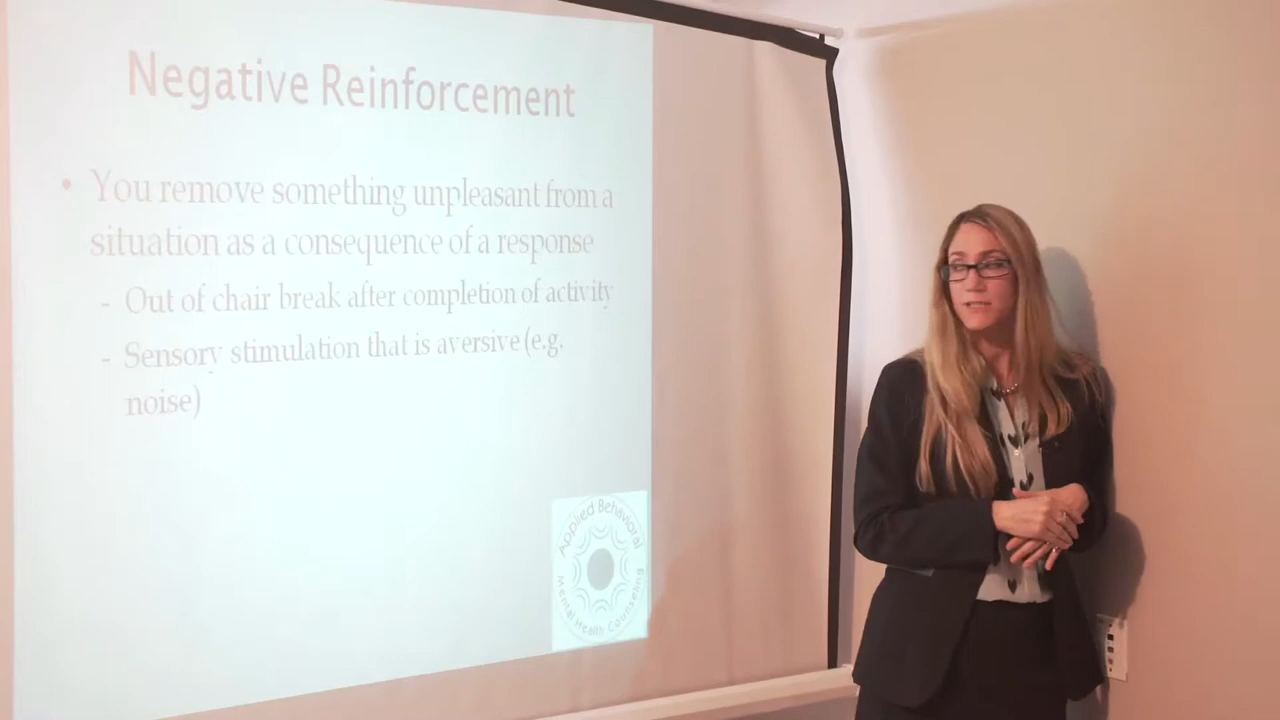 Negative Reinforcement
• You remove something unpleasant from a
situation as a consequence of a response
- Out of chair break after completion of activity
- Sensory stimulation that is aversive (e.g.
noise)
Applied Behavioral
Mental Health Counseling